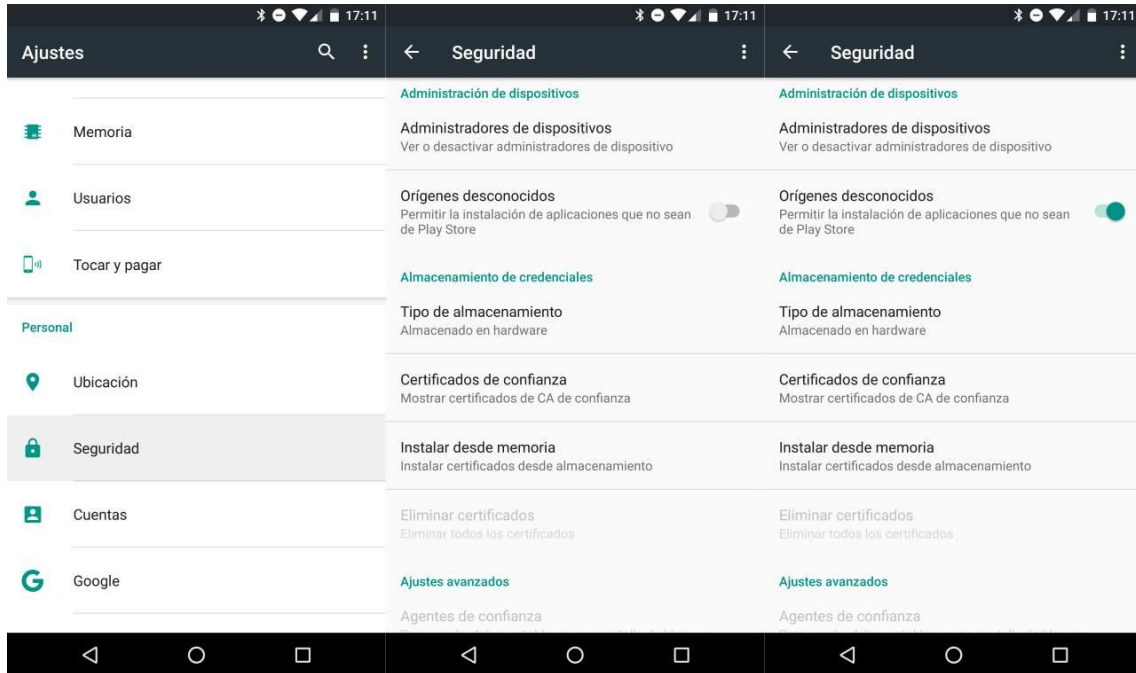 17:11
Ajustes
Memoria
Usuarios
Tocar y pagar
Personal
Ubicación
Seguridad
Cuentas
Google
17:11
Seguridad
Administración de dispositivos
Administradores de dispositivos
Ver o desactivar administradores de dispositivo
Orígenes desconocidos
Permitir la instalación de aplicaciones que no sean
de Play Store
Almacenamiento de credenciales
Tipo de almacenamiento
Almacenado en hardware
Certificados de confianza
Mostrar certificados de CA de confianza
Instalar desde memoria
Instalar certificados desde almacenamiento
Eliminar certificados
Eliminar todos los certificados
Ajustes avanzados
Agentes de confianza
17:11
Seguridad
Administración de dispositivos
Administradores de dispositivos
Ver o desactivar administradores de dispositivo
Orígenes desconocidos
Permitir la instalación de aplicaciones que no sean
de Play Store
Almacenamiento de credenciales
Tipo de almacenamiento
Almacenado en hardware
Certificados de confianza
Mostrar certificados de CA de confianza
Instalar desde memoria
Instalar certificados desde almacenamiento
Eliminar certificados
Eliminar todos los certificados
Ajustes avanzados
Agentes de confianza